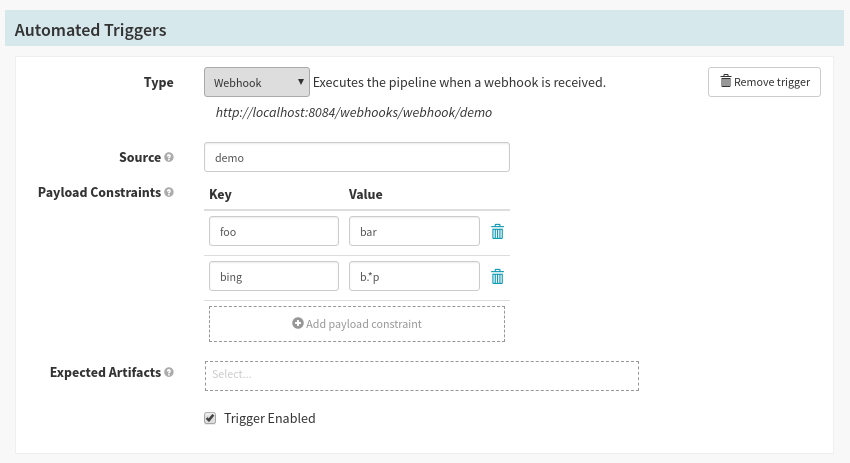 Automated Triggers
Type Webhook Executes the pipeline when a webhook is received. Remove trigger
http://localhost:8084/webhooks/webhook/demo
Source demo
Payload Constraints Key Value
foo bar
bing b.*p
Add payload constraint
Expected Artifacts Select...
Trigger Enabled